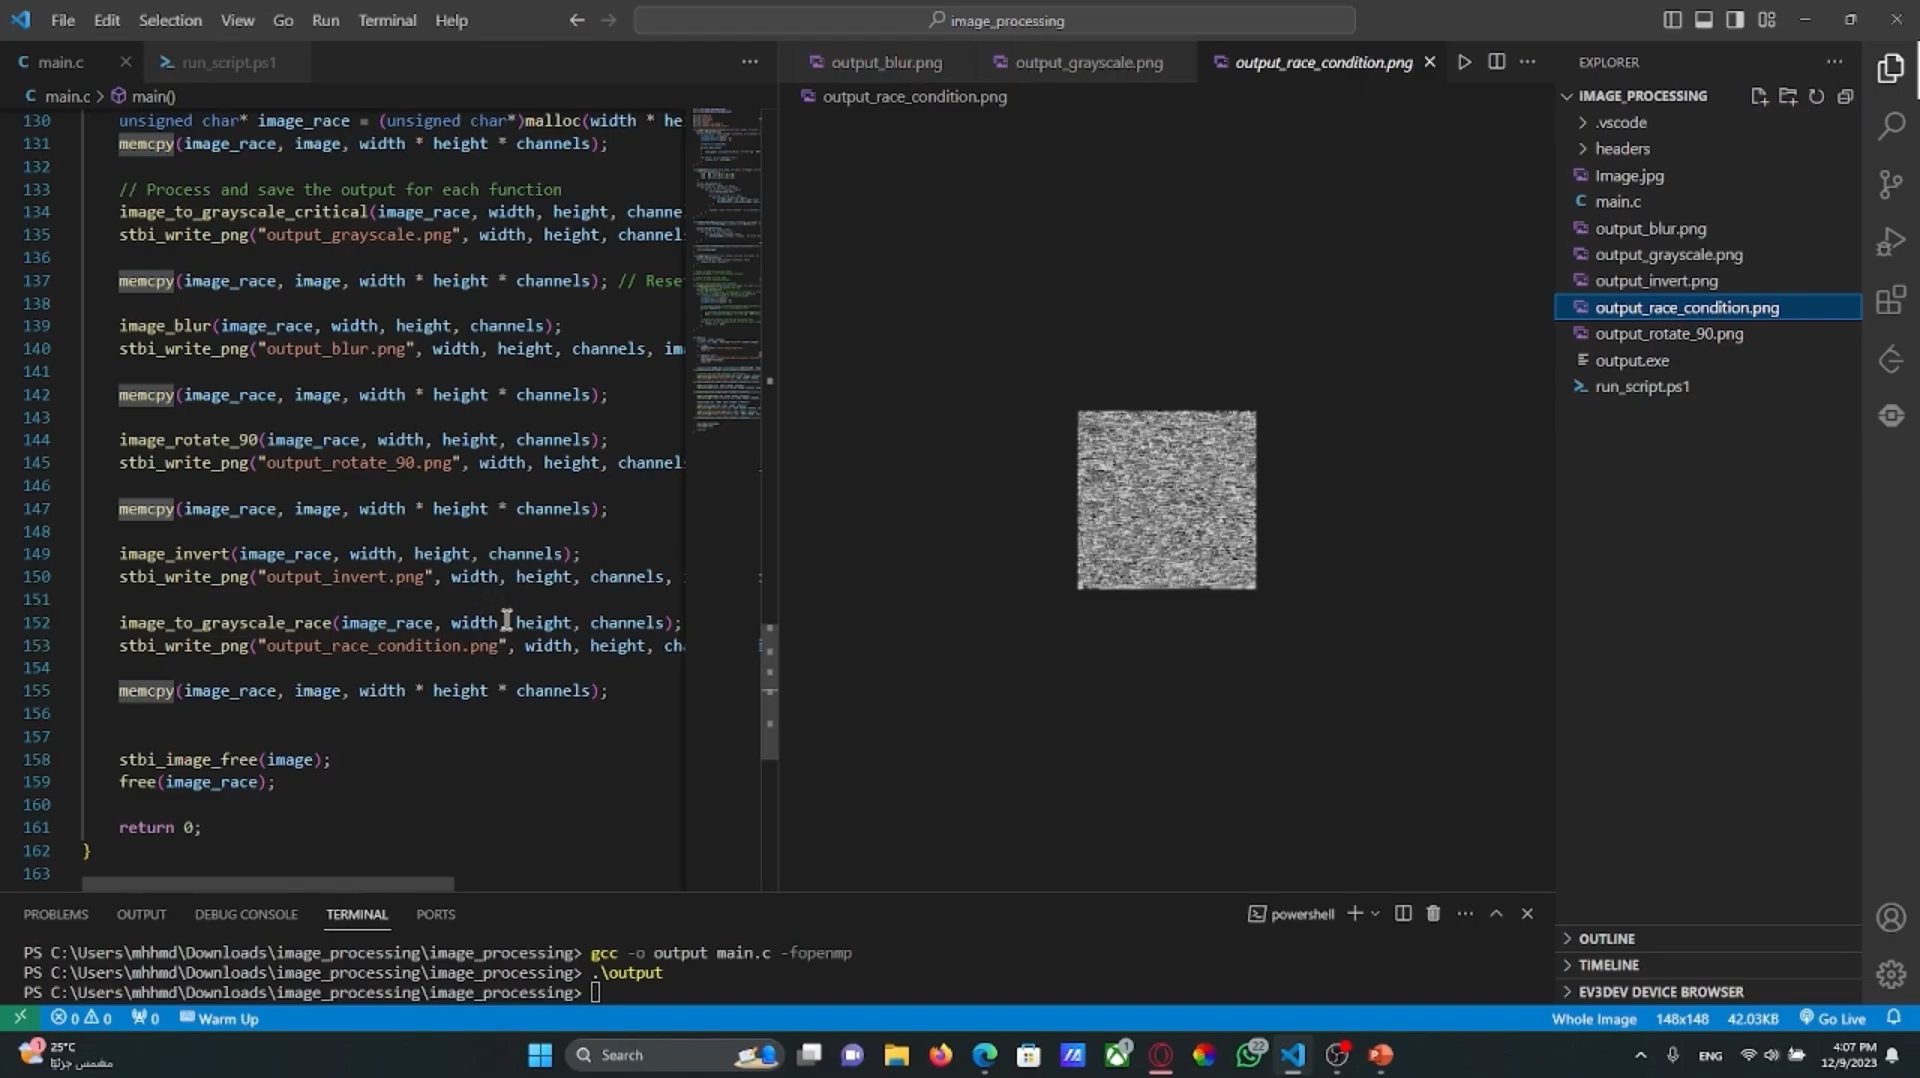 File Edit Selection View Go Run Terminal Help
image_processing
main.c
run_script.ps1
output_blur.png
output_grayscale.png
output_race_condition.png
main.c > main()
output_race_condition.png
130 unsigned char* image_race = (unsigned char*)malloc(width * he
131 memcpy(image_race, image, width * height * channels);
132
133 // Process and save the output for each function
134 image_to_grayscale_critical(image_race, width, height, channe
135 stbi_write_png("output_grayscale.png", width, height, channel
136
137 memcpy(image_race, image, width * height * channels); // Rese
138
139 image_blur(image_race, width, height, channels);
140 stbi_write_png("output_blur.png", width, height, channels, im
141
142 memcpy(image_race, image, width * height * channels);
143
144 image_rotate_90(image_race, width, height, channels);
145 stbi_write_png("output_rotate_90.png", width, height, channel
146
147 memcpy(image_race, image, width * height * channels);
148
149 image_invert(image_race, width, height, channels);
150 stbi_write_png("output_invert.png", width, height, channels,
151
152 image_to_grayscale_race(image_race, width, height, channels);
153 stbi_write_png("output_race_condition.png", width, height, ch
154
155 memcpy(image_race, image, width * height * channels);
156
157
158 stbi_image_free(image);
159 free(image_race);
160
161 return 0;
162 }
163
EXPLORER
IMAGE_PROCESSING
.vscode
headers
Image.jpg
main.c
output_blur.png
output_grayscale.png
output_invert.png
output_race_condition.png
output_rotate_90.png
output.exe
run_script.ps1
OUTLINE
TIMELINE
EV3DEV DEVICE BROWSER
PROBLEMS OUTPUT DEBUG CONSOLE TERMINAL PORTS
powershell
PS C:\Users\mhhmd\Downloads\image_processing\image_processing> gcc -o output main.c -fopenmp
PS C:\Users\mhhmd\Downloads\image_processing\image_processing> .\output
PS C:\Users\mhhmd\Downloads\image_processing\image_processing>
0 0 0 Warm Up
Whole Image 148x148 42.03KB Go Live
1
25°C
مشمس جزئيًا
Search
1
22
ENG
4:07 PM
12/9/2023